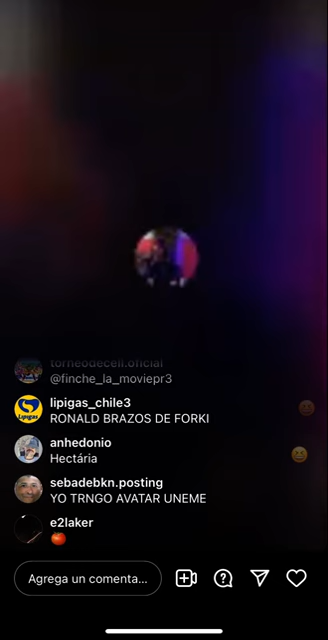 torneodecell.oficial
@finche_la_moviepr3
lipigas_chile3
RONALD BRAZOS DE FORKI
anhedonio
Hectária
sebadebkn.posting
YO TRNGO AVATAR UNEME
e2laker
🍅
Agrega un comenta...